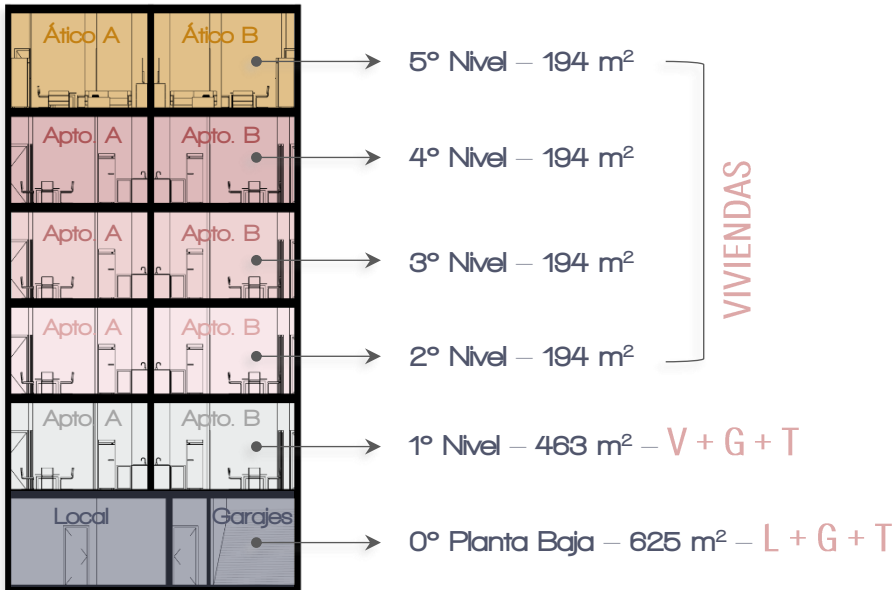 Ático A Ático B
5º Nivel – 194 m²
Apto. A Apto. B
4º Nivel – 194 m²
Apto. A Apto. B
3º Nivel – 194 m²
VIVIENDAS
Apto. A Apto. B
2º Nivel – 194 m²
Apto. A Apto. B
1º Nivel – 463 m² – V + G + T
Local Garajes
0º Planta Baja – 625 m² – L + G + T